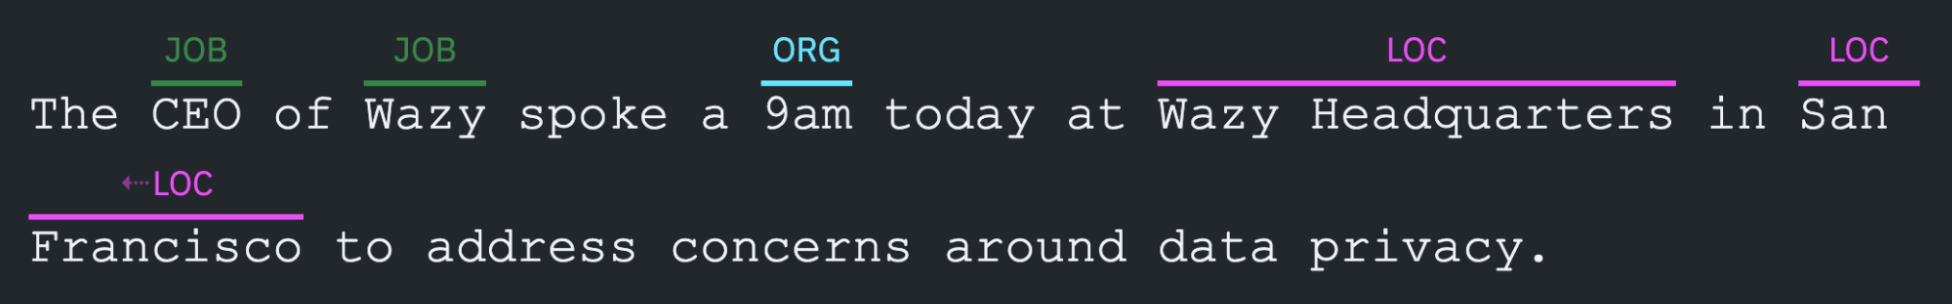 JOB JOB ORG LOC LOC
The CEO of Wazy spoke a 9am today at Wazy Headquarters in San
⇠LOC
Francisco to address concerns around data privacy.